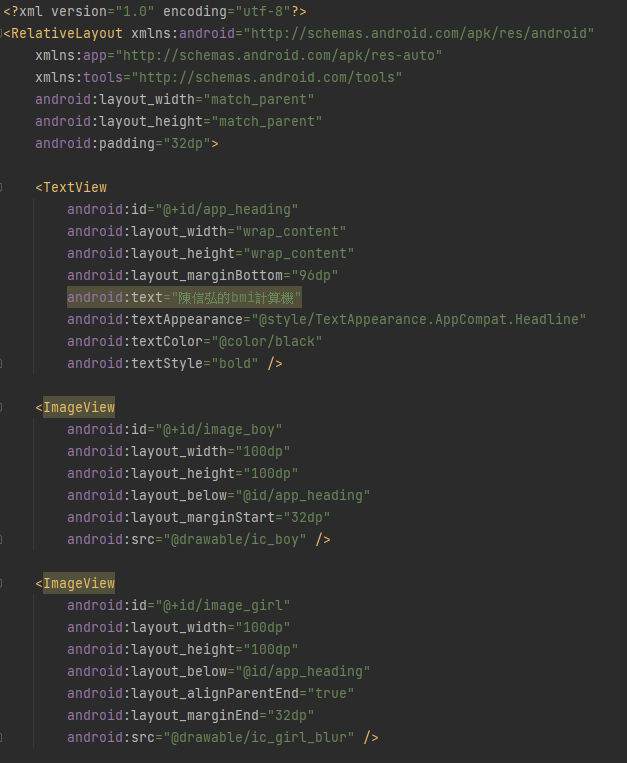 <?xml version="1.0" encoding="utf-8"?>
<RelativeLayout xmlns:android="http://schemas.android.com/apk/res/android"
    xmlns:app="http://schemas.android.com/apk/res-auto"
    xmlns:tools="http://schemas.android.com/tools"
    android:layout_width="match_parent"
    android:layout_height="match_parent"
    android:padding="32dp">
    <TextView
        android:id="@+id/app_heading"
        android:layout_width="wrap_content"
        android:layout_height="wrap_content"
        android:layout_marginBottom="96dp"
        android:text="陳信弘的bmi計算機"
        android:textAppearance="@style/TextAppearance.AppCompat.Headline"
        android:textColor="@color/black"
        android:textStyle="bold" />
    <ImageView
        android:id="@+id/image_boy"
        android:layout_width="100dp"
        android:layout_height="100dp"
        android:layout_below="@id/app_heading"
        android:layout_marginStart="32dp"
        android:src="@drawable/ic_boy" />
    <ImageView
        android:id="@+id/image_girl"
        android:layout_width="100dp"
        android:layout_height="100dp"
        android:layout_below="@id/app_heading"
        android:layout_alignParentEnd="true"
        android:layout_marginEnd="32dp"
        android:src="@drawable/ic_girl_blur" />